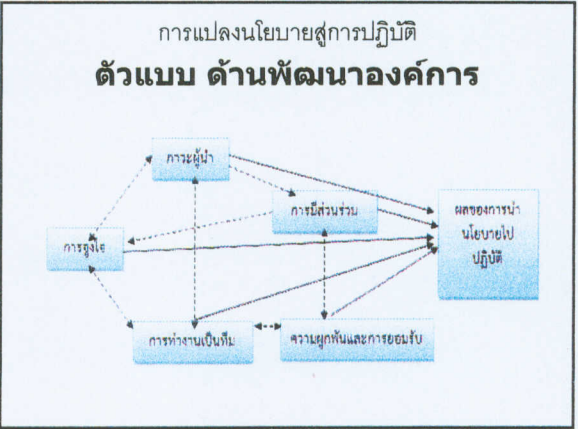 การแปลงนโยบายสู่การปฏิบัติ
ตัวแบบ ด้านพัฒนาองค์การ
ภาวะผู้นำ
การมีส่วนร่วม
ผลของการนำ
นโยบายไป
ปฏิบัติ
การจูงใจ
การทำงานเป็นทีม
ความผูกพันและการยอมรับ